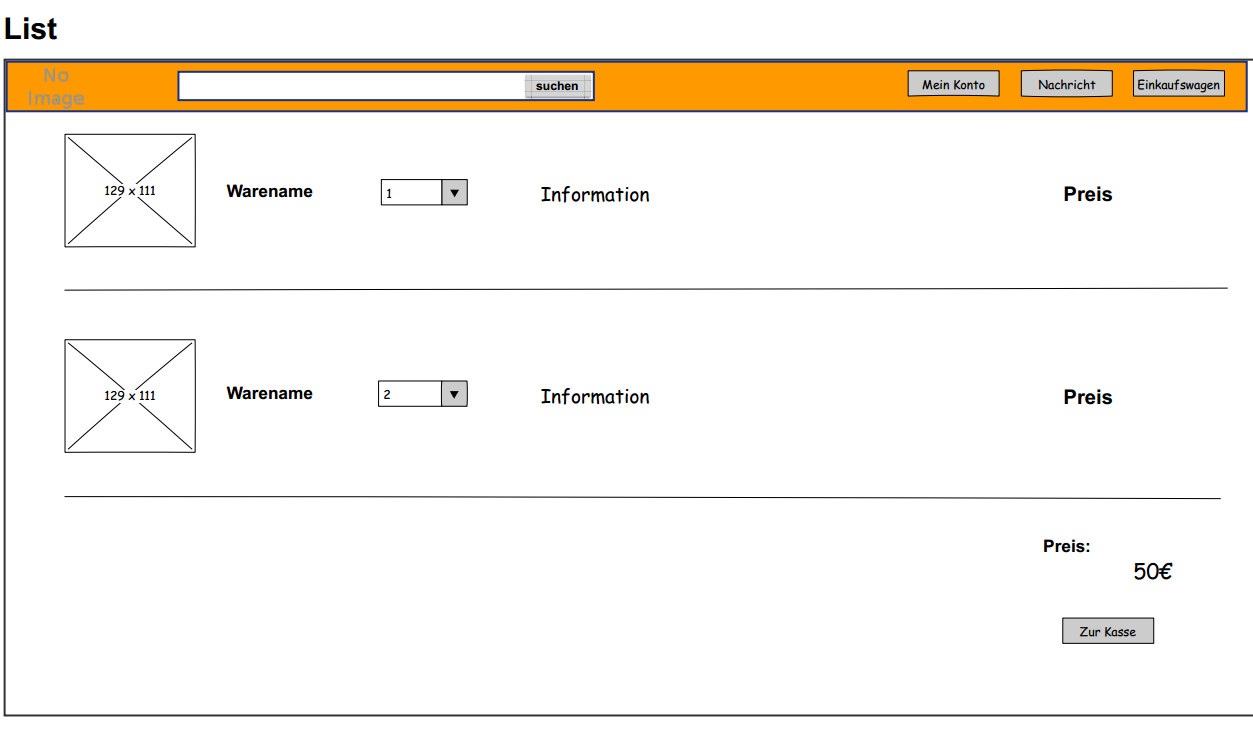 List
No
Image
suchen
Mein Konto
Nachricht
Einkaufswagen
129 x 111
Warename
1
Information
Preis
129 x 111
Warename
2
Information
Preis
Preis:
50€
Zur Kasse